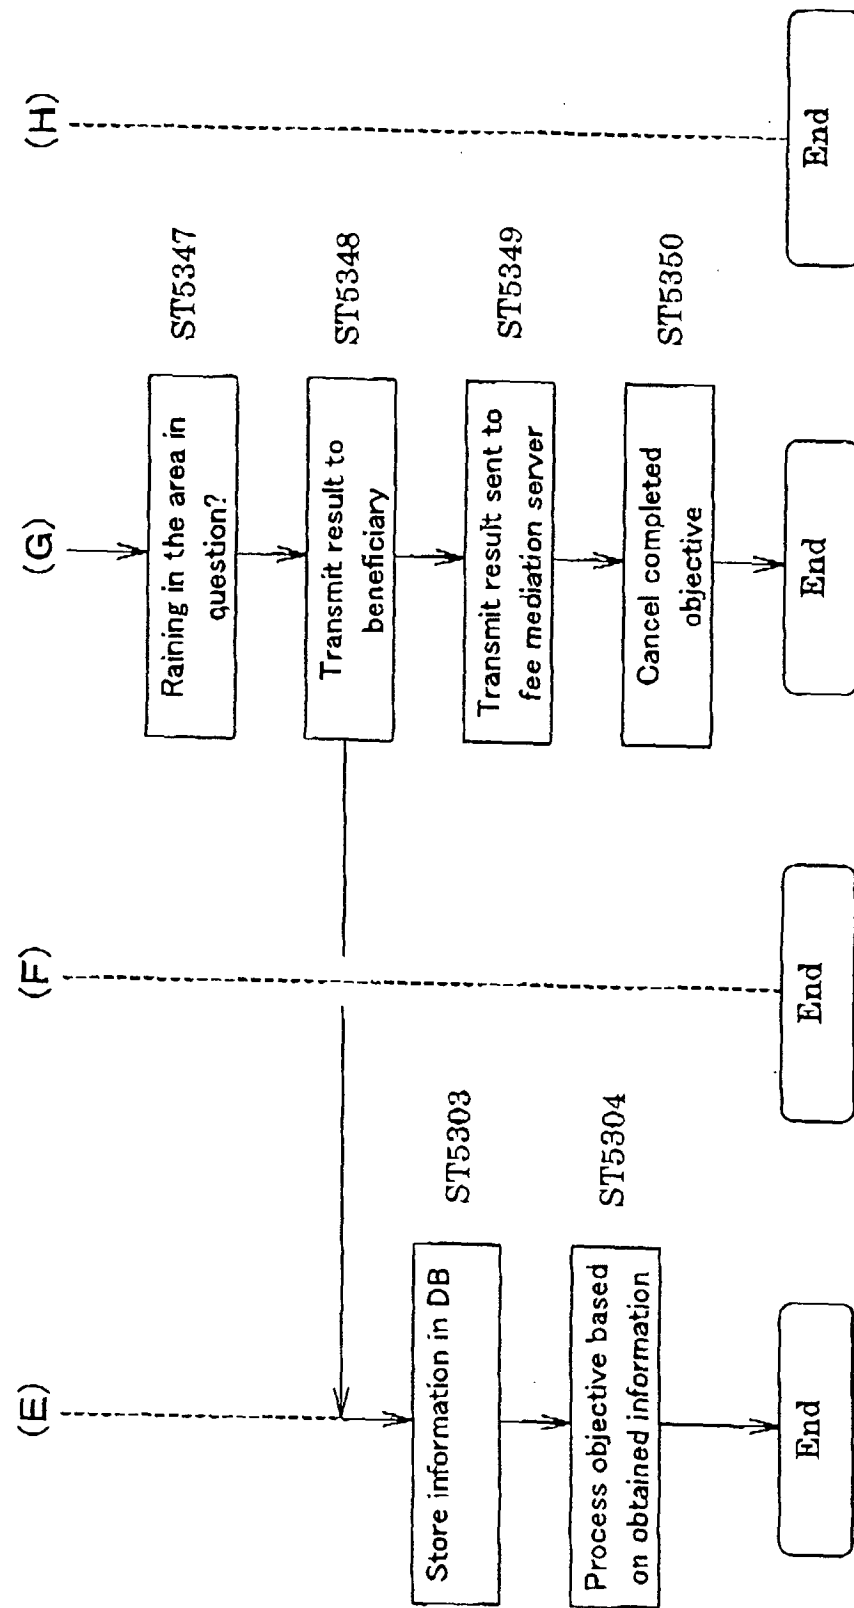 (E)
(F)
(G)
(H)
Store information in DB
ST5303
Process objective based
on obtained information
ST5304
End
End
Raining in the area in
question?
ST5347
Transmit result to
beneficiary
ST5348
Transmit result sent to
fee mediation server
ST5349
Cancel completed
objective
ST5350
End
End